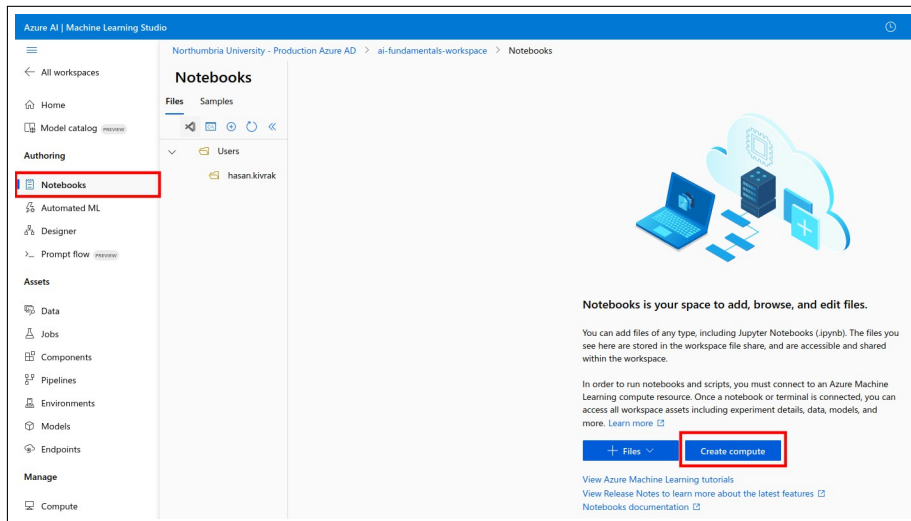 Azure AI | Machine Learning Studio
All workspaces
Home
Model catalog PREVIEW
Authoring
Notebooks
Automated ML
Designer
Prompt flow PREVIEW
Assets
Data
Jobs
Components
Pipelines
Environments
Models
Endpoints
Manage
Compute
Northumbria University - Production Azure AD > ai-fundamentals-workspace > Notebooks
Notebooks
Files Samples
Users
hasan.kivrak
Notebooks is your space to add, browse, and edit files.
You can add files of any type, including Jupyter Notebooks (.ipynb). The files you
see here are stored in the workspace file share, and are accessible and shared
within the workspace.
In order to run notebooks and scripts, you must connect to an Azure Machine
Learning compute resource. Once a notebook or terminal is connected, you can
access all workspace assets including experiment details, data, models, and
more. Learn more
+ Files
Create compute
View Azure Machine Learning tutorials
View Release Notes to learn more about the latest features
Notebooks documentation